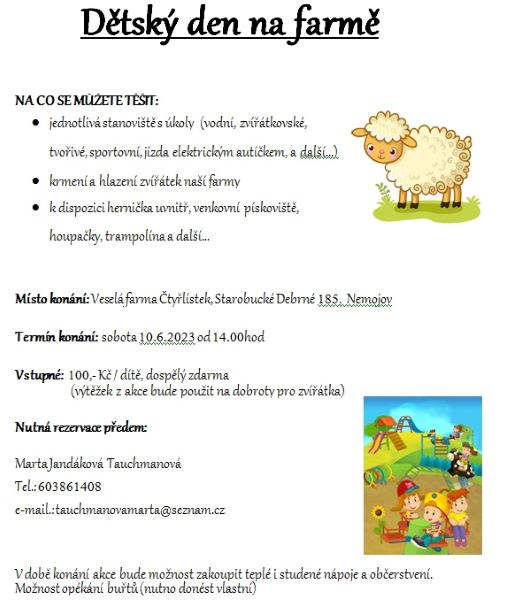 Dětský den na farmě
NA CO SE MŮŽETE TĚŠIT:
• jednotlivá stanoviště s úkoly (vodní, zvířátkovské,
tvořivé, sportovní, jízda elektrickým autíčkem, a další...)
• krmení a hlazení zvířátek naší farmy
• k dispozici hernička uvnitř, venkovní pískoviště,
houpačky, trampolína a další...
Místo konání: Veselá farma Čtyřlístek, Starobucké Debrné 185, Nemojov
Termín konání: sobota 10.6.2023 od 14.00hod
Vstupné: 100,- Kč / dítě, dospělý zdarma
(výtěžek z akce bude použit na dobroty pro zvířátka)
Nutná rezervace předem:
Marta Jandáková Tauchmanová
Tel.: 603861408
e-mail.: tauchmanovamarta@seznam.cz
V době konání akce bude možnost zakoupit teplé i studené nápoje a občerstvení.
Možnost opékání buřtů (nutno donést vlastní)